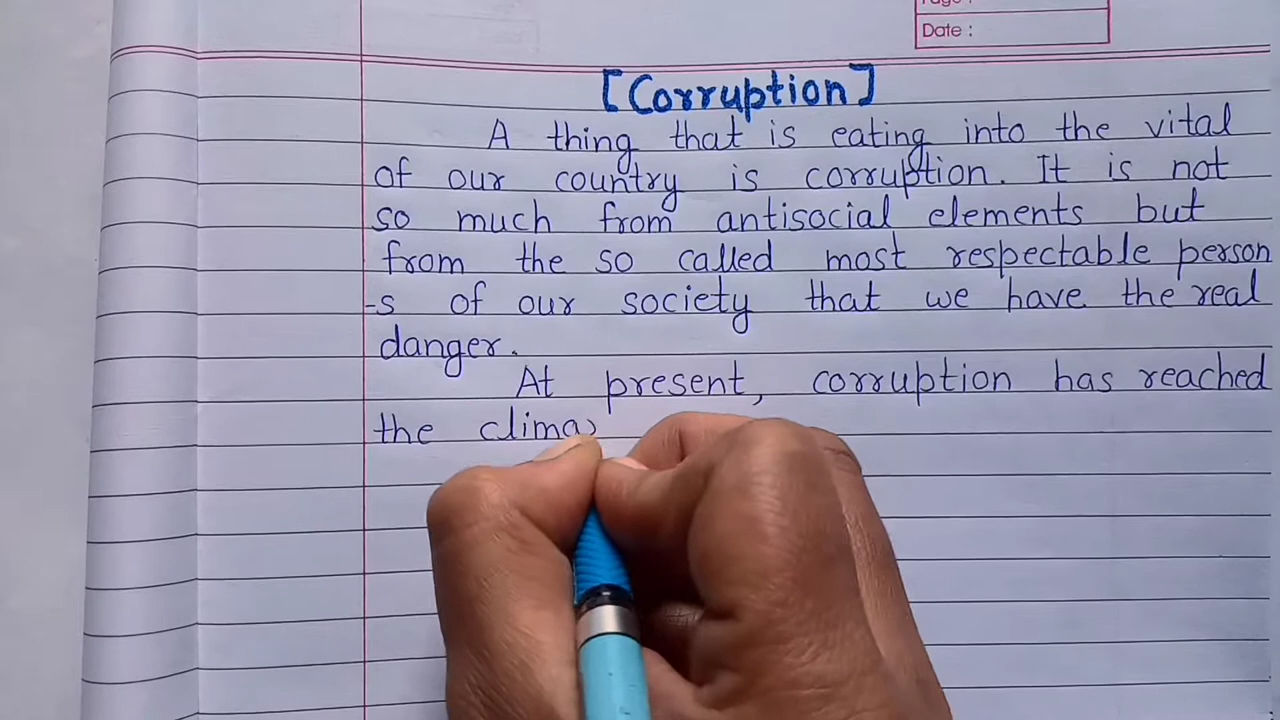 Date :
[Corruption]
A thing that is eating into the vital
of our country is corruption. It is not
so much from antisocial elements but
from the so called most respectable person
-s of our society that we have the real
danger.
At present, corruption has reached
the clima